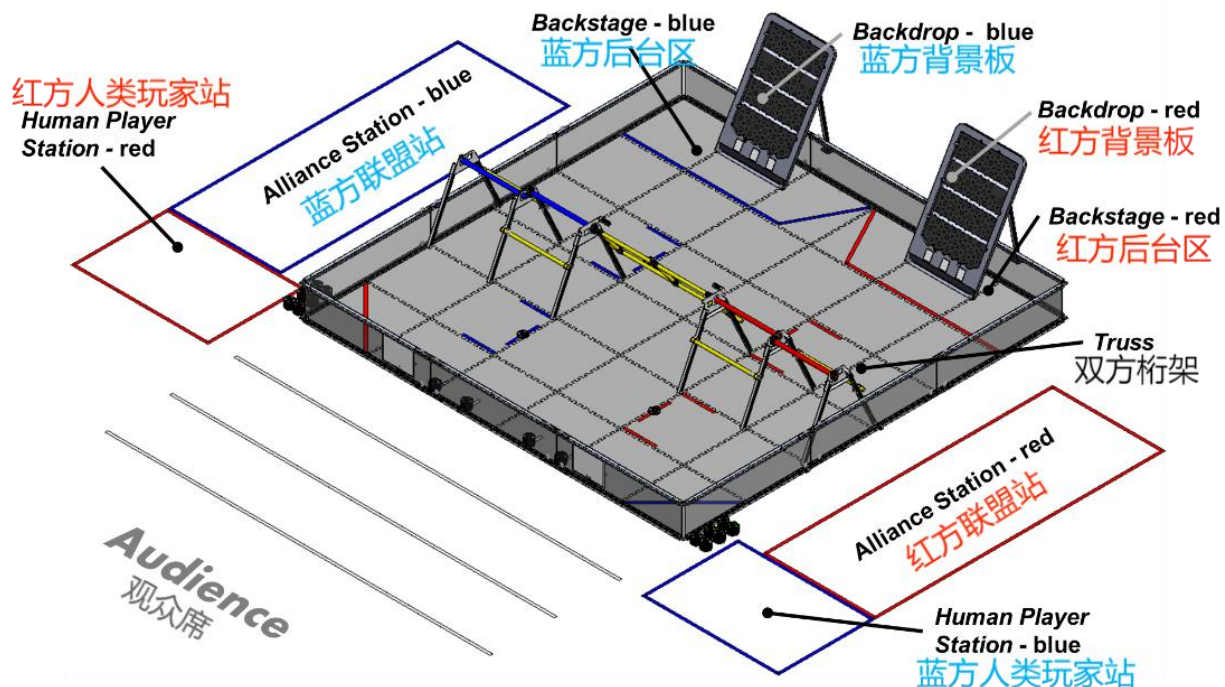 Backstage - blue
蓝方后台区
Backdrop - blue
蓝方背景板
红方人类玩家站
Human Player
Station - red
Alliance Station - blue
蓝方联盟站
Backdrop - red
红方背景板
Backstage - red
红方后台区
Truss
双方桁架
Alliance Station - red
红方联盟站
Audience
观众席
Human Player
Station - blue
蓝方人类玩家站